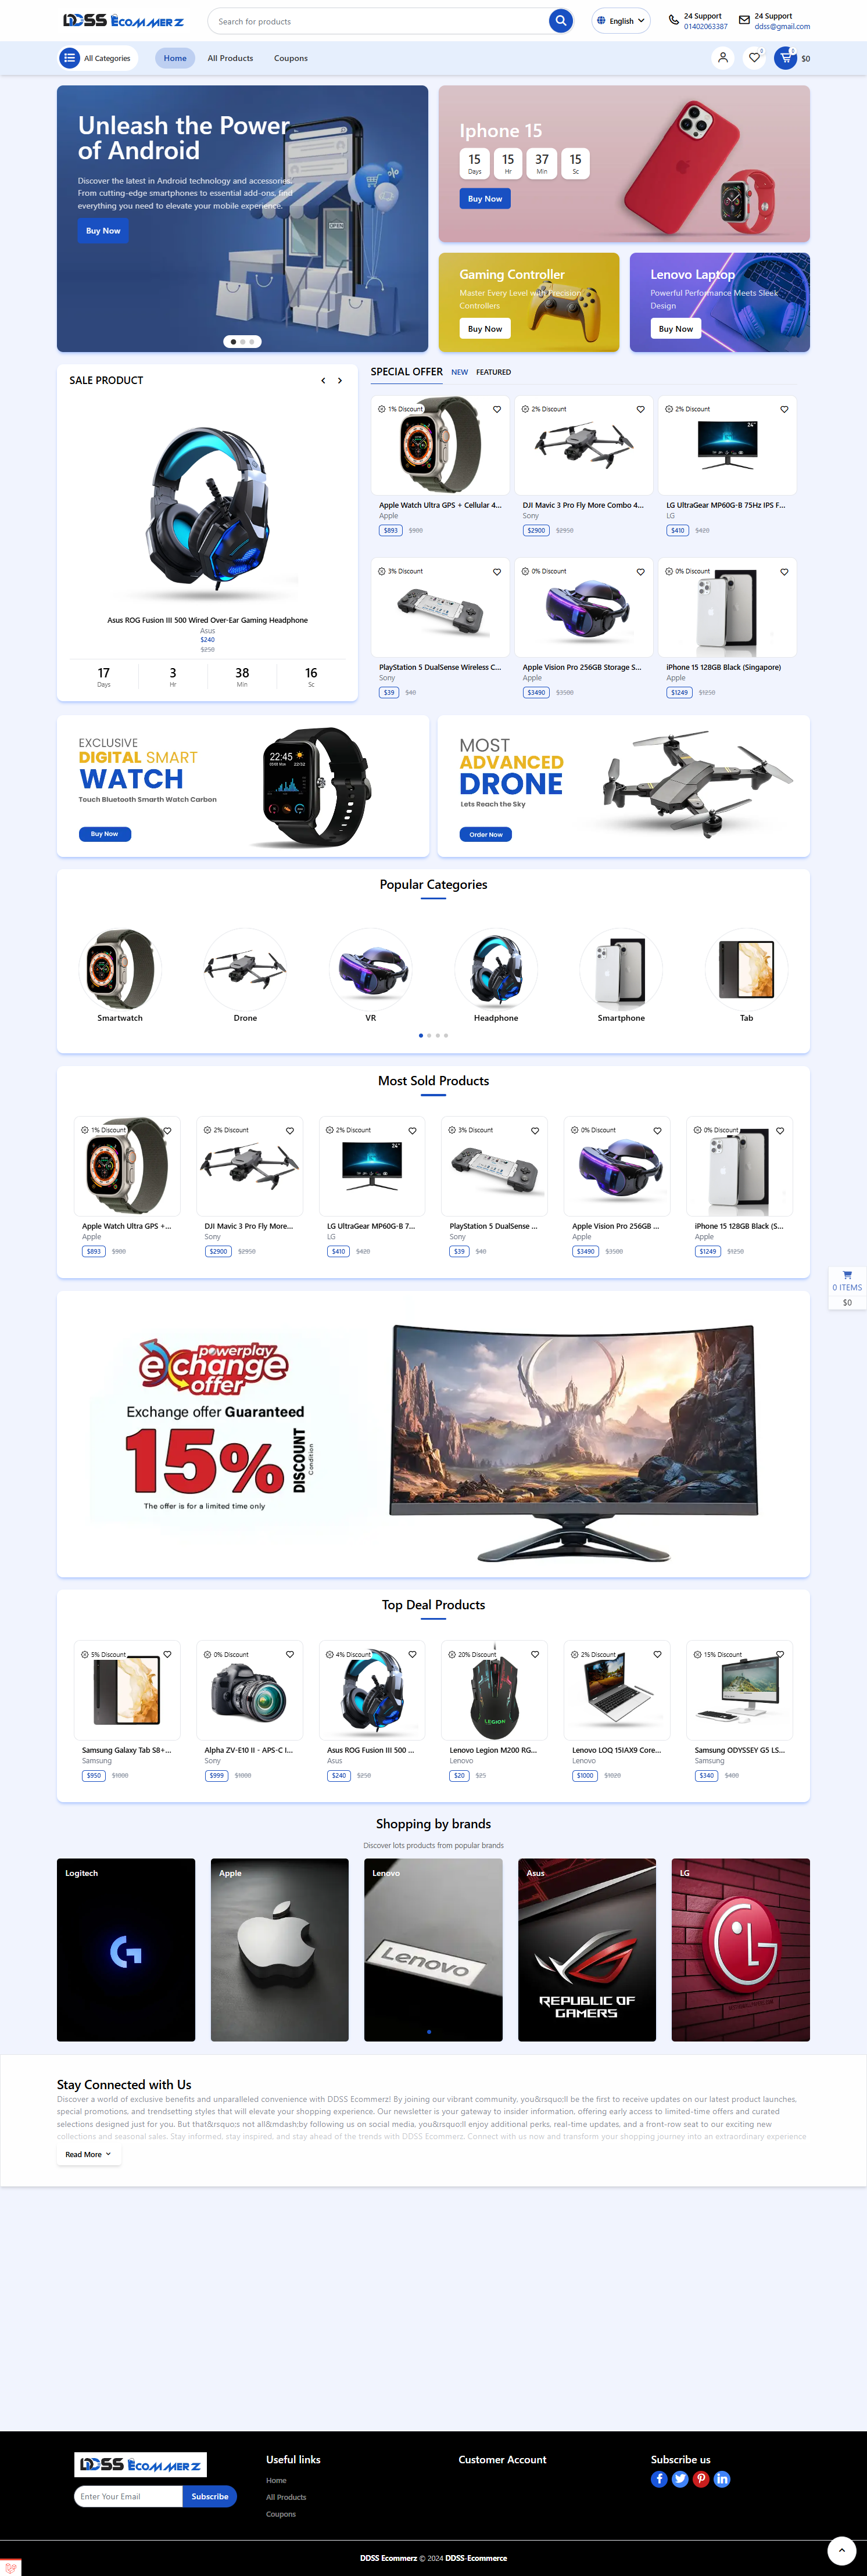 DDSS ECOMMERZ
Search for products
English
24 Support
01402063387
24 Support
ddss@gmail.com
All Categories
Home
All Products
Coupons
0
0
$0
Unleash the Power
of Android
Discover the latest in Android technology and accessories.
From cutting-edge smartphones to essential add-ons, find
everything you need to elevate your mobile experience.
Buy Now
OPEN
%
Iphone 15
15 15 37 15
Days Hr Min Sc
Buy Now
Gaming Controller
Master Every Level with Precision
Controllers
Buy Now
Lenovo Laptop
Powerful Performance Meets Sleek
Design
Buy Now
SALE PRODUCT
Asus ROG Fusion III 500 Wired Over-Ear Gaming Headphone
Asus
$240
$250
17 3 38 16
Days Hr Min Sc
SPECIAL OFFER NEW FEATURED
1% Discount
Apple Watch Ultra GPS + Cellular 4...
Apple
$893 $900
2% Discount
DJI Mavic 3 Pro Fly More Combo 4...
Sony
$2900 $2950
2% Discount
24"
LG UltraGear MP60G-B 75Hz IPS F...
LG
$410 $420
3% Discount
PlayStation 5 DualSense Wireless C...
Sony
$39 $40
0% Discount
Apple Vision Pro 256GB Storage S...
Apple
$3490 $3500
0% Discount
iPhone 15 128GB Black (Singapore)
Apple
$1249 $1250
EXCLUSIVE
DIGITAL SMART
WATCH
Touch Bluetooth Smarth Watch Carbon
Buy Now
22:45
MOST
ADVANCED
DRONE
Lets Reach the Sky
Order Now
Popular Categories
Smartwatch
Drone
VR
Headphone
Smartphone
Tab
Most Sold Products
1% Discount
Apple Watch Ultra GPS +...
Apple
$893 $900
2% Discount
DJI Mavic 3 Pro Fly More...
Sony
$2900 $2950
2% Discount
24"
LG UltraGear MP60G-B 7...
LG
$410 $420
3% Discount
PlayStation 5 DualSense ...
Sony
$39 $40
0% Discount
Apple Vision Pro 256GB ...
Apple
$3490 $3500
0% Discount
iPhone 15 128GB Black (S...
Apple
$1249 $1250
0 ITEMS
$0
powerplay
exchange
offer
Exchange offer Guaranteed
15%
DISCOUNT
Condition
The offer is for a limited time only
Top Deal Products
5% Discount
Samsung Galaxy Tab S8+...
Samsung
$950 $1000
0% Discount
Alpha ZV-E10 II - APS-C I...
Sony
$999 $1000
4% Discount
Asus ROG Fusion III 500 ...
Asus
$240 $250
20% Discount
LEGION
Lenovo Legion M200 RG...
Lenovo
$20 $25
2% Discount
Lenovo LOQ 15IAX9 Core...
Lenovo
$1000 $1020
15% Discount
Samsung ODYSSEY G5 LS...
Samsung
$340 $400
Shopping by brands
Discover lots products from popular brands
Logitech
Apple
Lenovo
Lenovo
Asus
REPUBLIC OF
GAMERS
LG
Stay Connected with Us
Discover a world of exclusive benefits and unparalleled convenience with DDSS Ecommerz! By joining our vibrant community, you&rsquo;ll be the first to receive updates on our latest product launches,
special promotions, and trendsetting styles that will elevate your shopping experience. Our newsletter is your gateway to insider information, offering early access to limited-time offers and curated
selections designed just for you. But that&rsquo;s not all&mdash;by following us on social media, you&rsquo;ll enjoy additional perks, real-time updates, and a front-row seat to our exciting new
collections and seasonal sales. Stay informed, stay inspired, and stay ahead of the trends with DDSS Ecommerz. Connect with us now and transform your shopping journey into an extraordinary experience
Read More
DDSS ECOMMERZ
Enter Your Email
Subscribe
Useful links
Home
All Products
Coupons
Customer Account
Subscribe us
DDSS Ecommerz © 2024 DDSS-Ecommerce